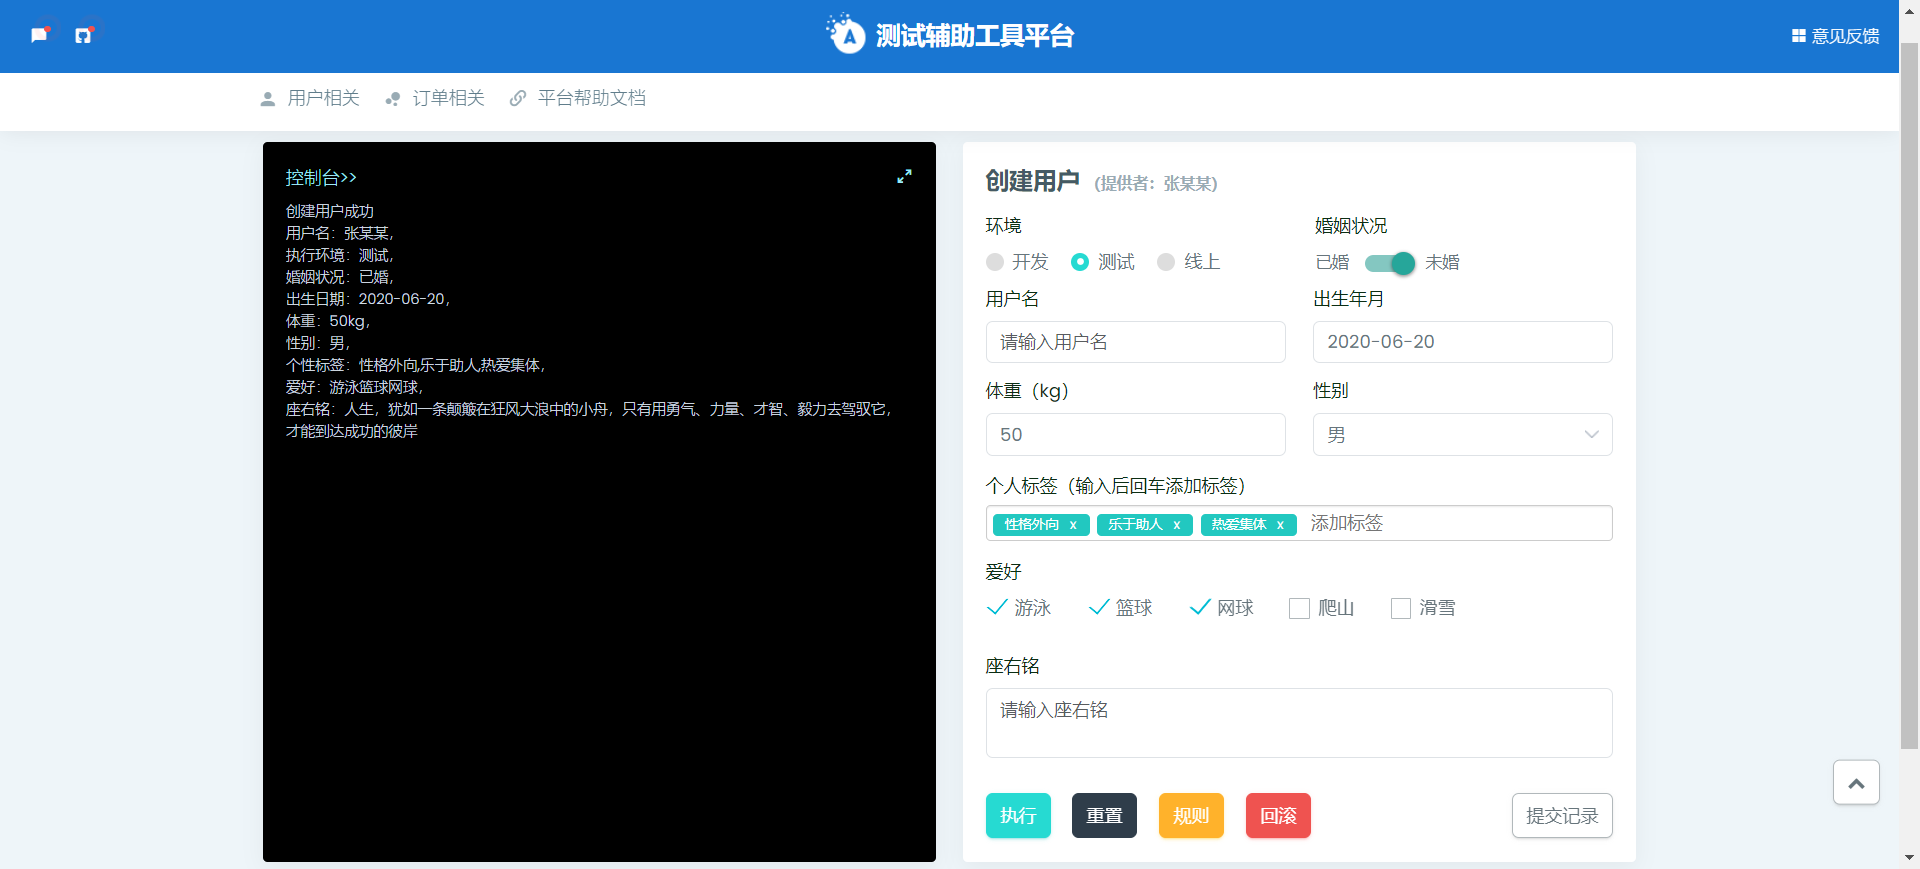 测试辅助工具平台
意见反馈
用户相关 订单相关 平台帮助文档
控制台>>
创建用户成功
用户名：张某某，
执行环境：测试，
婚姻状况：已婚，
出生日期：2020-06-20，
体重：50kg，
性别：男，
个性标签：性格外向,乐于助人,热爱集体，
爱好：游泳篮球网球，
座右铭：人生，犹如一条颠簸在狂风大浪中的小舟，只有用勇气、力量、才智、毅力去驾驭它，
才能到达成功的彼岸
创建用户 (提供者：张某某)
环境 婚姻状况
开发 测试 线上 已婚 未婚
用户名 出生年月
请输入用户名 2020-06-20
体重（kg） 性别
50 男
个人标签（输入后回车添加标签）
性格外向 x 乐于助人 x 热爱集体 x 添加标签
爱好
游泳 篮球 网球 爬山 滑雪
座右铭
请输入座右铭
执行 重置 规则 回滚 提交记录